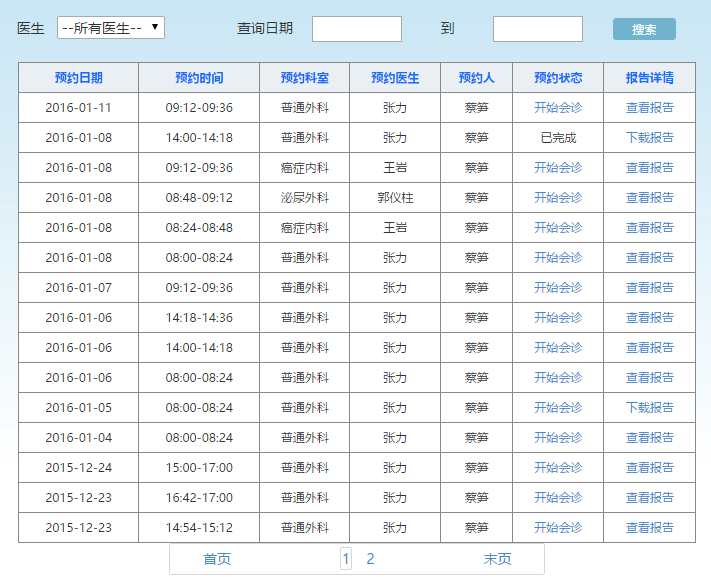 医生 --所有医生-- 查询日期 到 搜索
预约日期 预约时间 预约科室 预约医生 预约人 预约状态 报告详情
2016-01-11 09:12-09:36 普通外科 张力 蔡笋 开始会诊 查看报告
2016-01-08 14:00-14:18 普通外科 张力 蔡笋 已完成 下载报告
2016-01-08 09:12-09:36 癌症内科 王岩 蔡笋 开始会诊 查看报告
2016-01-08 08:48-09:12 泌尿外科 郭仪柱 蔡笋 开始会诊 查看报告
2016-01-08 08:24-08:48 癌症内科 王岩 蔡笋 开始会诊 查看报告
2016-01-08 08:00-08:24 普通外科 张力 蔡笋 开始会诊 查看报告
2016-01-07 09:12-09:36 普通外科 张力 蔡笋 开始会诊 查看报告
2016-01-06 14:18-14:36 普通外科 张力 蔡笋 开始会诊 查看报告
2016-01-06 14:00-14:18 普通外科 张力 蔡笋 开始会诊 查看报告
2016-01-06 08:00-08:24 普通外科 张力 蔡笋 开始会诊 查看报告
2016-01-05 08:00-08:24 普通外科 张力 蔡笋 开始会诊 下载报告
2016-01-04 08:00-08:24 普通外科 张力 蔡笋 开始会诊 查看报告
2015-12-24 15:00-17:00 普通外科 张力 蔡笋 开始会诊 查看报告
2015-12-23 16:42-17:00 普通外科 张力 蔡笋 开始会诊 查看报告
2015-12-23 14:54-15:12 普通外科 张力 蔡笋 开始会诊 查看报告
首页 1 2 末页